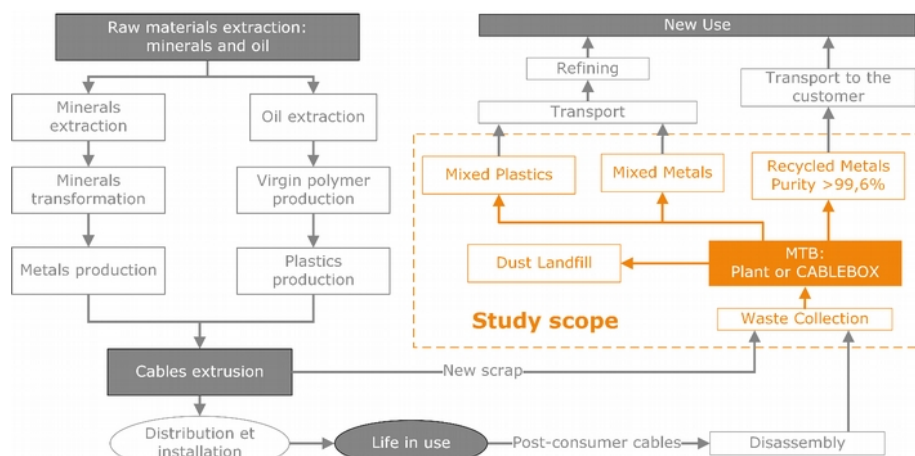 Raw materials extraction:
minerals and oil
New Use
Refining
Transport to the
customer
Minerals
extraction
Oil extraction
Transport
Mixed Plastics
Mixed Metals
Recycled Metals
Purity >99,6%
Minerals
transformation
Virgin polymer
production
Metals production
Plastics
production
Dust Landfill
MTB:
Plant or CABLEBOX
Study scope
Waste Collection
Cables extrusion
New scrap
Distribution et
installation
Life in use
Post-consumer cables
Disassembly